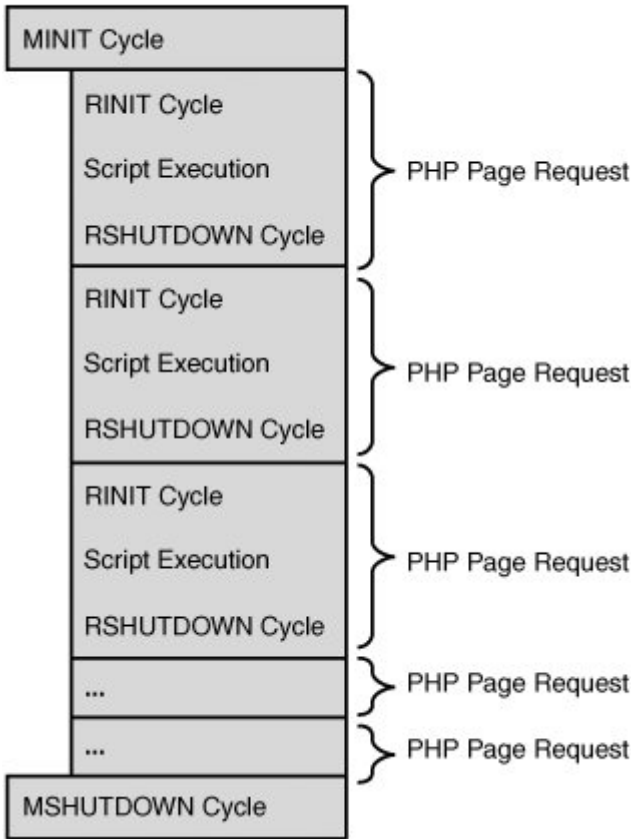 MINIT Cycle
RINIT Cycle
Script Execution
PHP Page Request
RSHUTDOWN Cycle
RINIT Cycle
Script Execution
PHP Page Request
RSHUTDOWN Cycle
RINIT Cycle
Script Execution
PHP Page Request
RSHUTDOWN Cycle
...
PHP Page Request
...
PHP Page Request
MSHUTDOWN Cycle